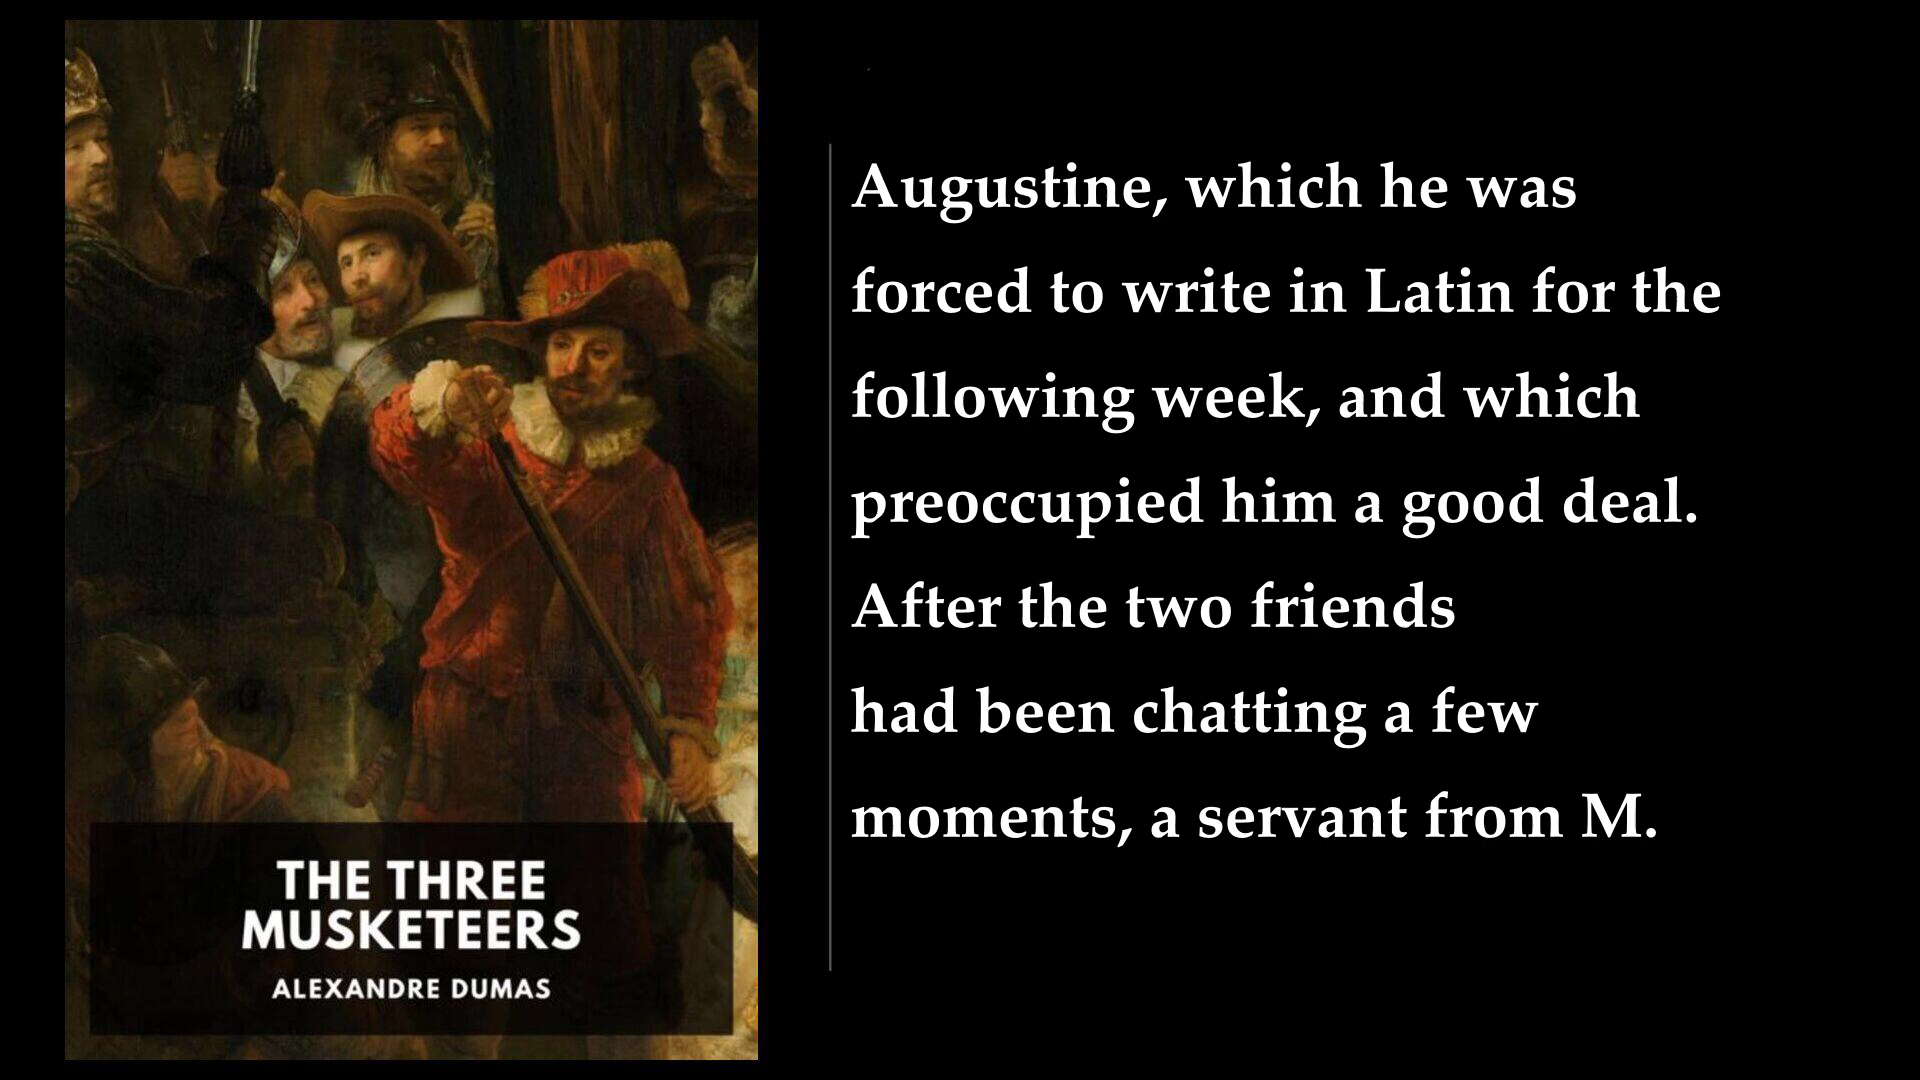 THE THREE
MUSKETEERS
ALEXANDRE DUMAS
Augustine, which he was
forced to write in Latin for the
following week, and which
preoccupied him a good deal.
After the two friends
had been chatting a few
moments, a servant from M.